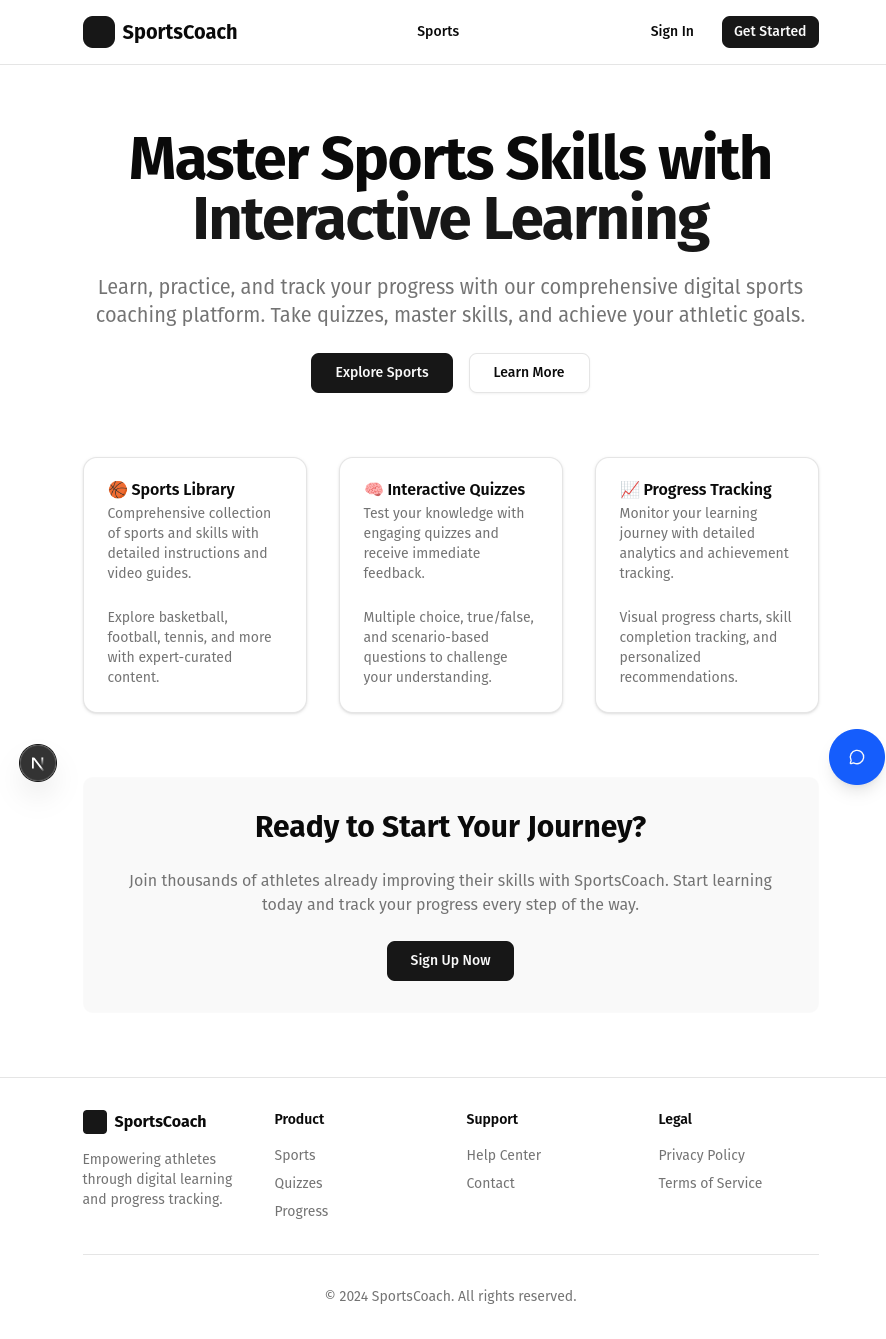 SportsCoach
Sports
Sign In
Get Started
Master Sports Skills with
Interactive Learning
Learn, practice, and track your progress with our comprehensive digital sports
coaching platform. Take quizzes, master skills, and achieve your athletic goals.
Explore Sports
Learn More
🏀 Sports Library
Comprehensive collection
of sports and skills with
detailed instructions and
video guides.
Explore basketball,
football, tennis, and more
with expert-curated
content.
🧠 Interactive Quizzes
Test your knowledge with
engaging quizzes and
receive immediate
feedback.
Multiple choice, true/false,
and scenario-based
questions to challenge
your understanding.
📈 Progress Tracking
Monitor your learning
journey with detailed
analytics and achievement
tracking.
Visual progress charts, skill
completion tracking, and
personalized
recommendations.
N
Ready to Start Your Journey?
Join thousands of athletes already improving their skills with SportsCoach. Start learning
today and track your progress every step of the way.
Sign Up Now
SportsCoach
Empowering athletes
through digital learning
and progress tracking.
Product
Sports
Quizzes
Progress
Support
Help Center
Contact
Legal
Privacy Policy
Terms of Service
© 2024 SportsCoach. All rights reserved.